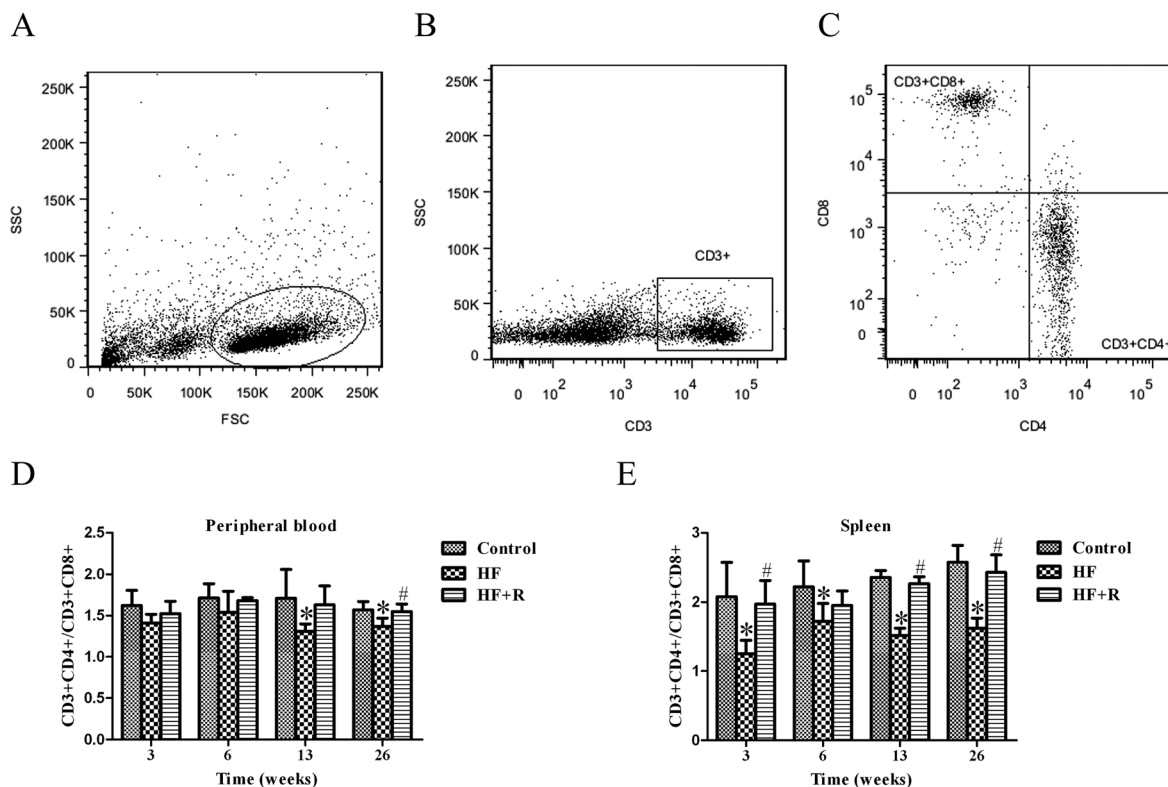 A
B
C
250K
200K
150K
100K
50K
0
SSC
0
50K
100K
150K
200K
250K
FSC
250K
200K
150K
100K
50K
0
SSC
CD3+
0
10^2
10^3
10^4
10^5
CD3
CD3+CD8+
10^5
10^4
10^3
10^2
0
CD8
CD3+CD4+
0
10^2
10^3
10^4
10^5
CD4
D
E
Peripheral blood
2.5
2.0
1.5
1.0
0.5
0.0
CD3+CD4+/CD3+CD8+
*
*
#
3
6
13
26
Time (weeks)
Control
HF
HF+R
Spleen
3
2
1
0
CD3+CD4+/CD3+CD8+
*
#
*
*
#
*
#
3
6
13
26
Time (weeks)
Control
HF
HF+R